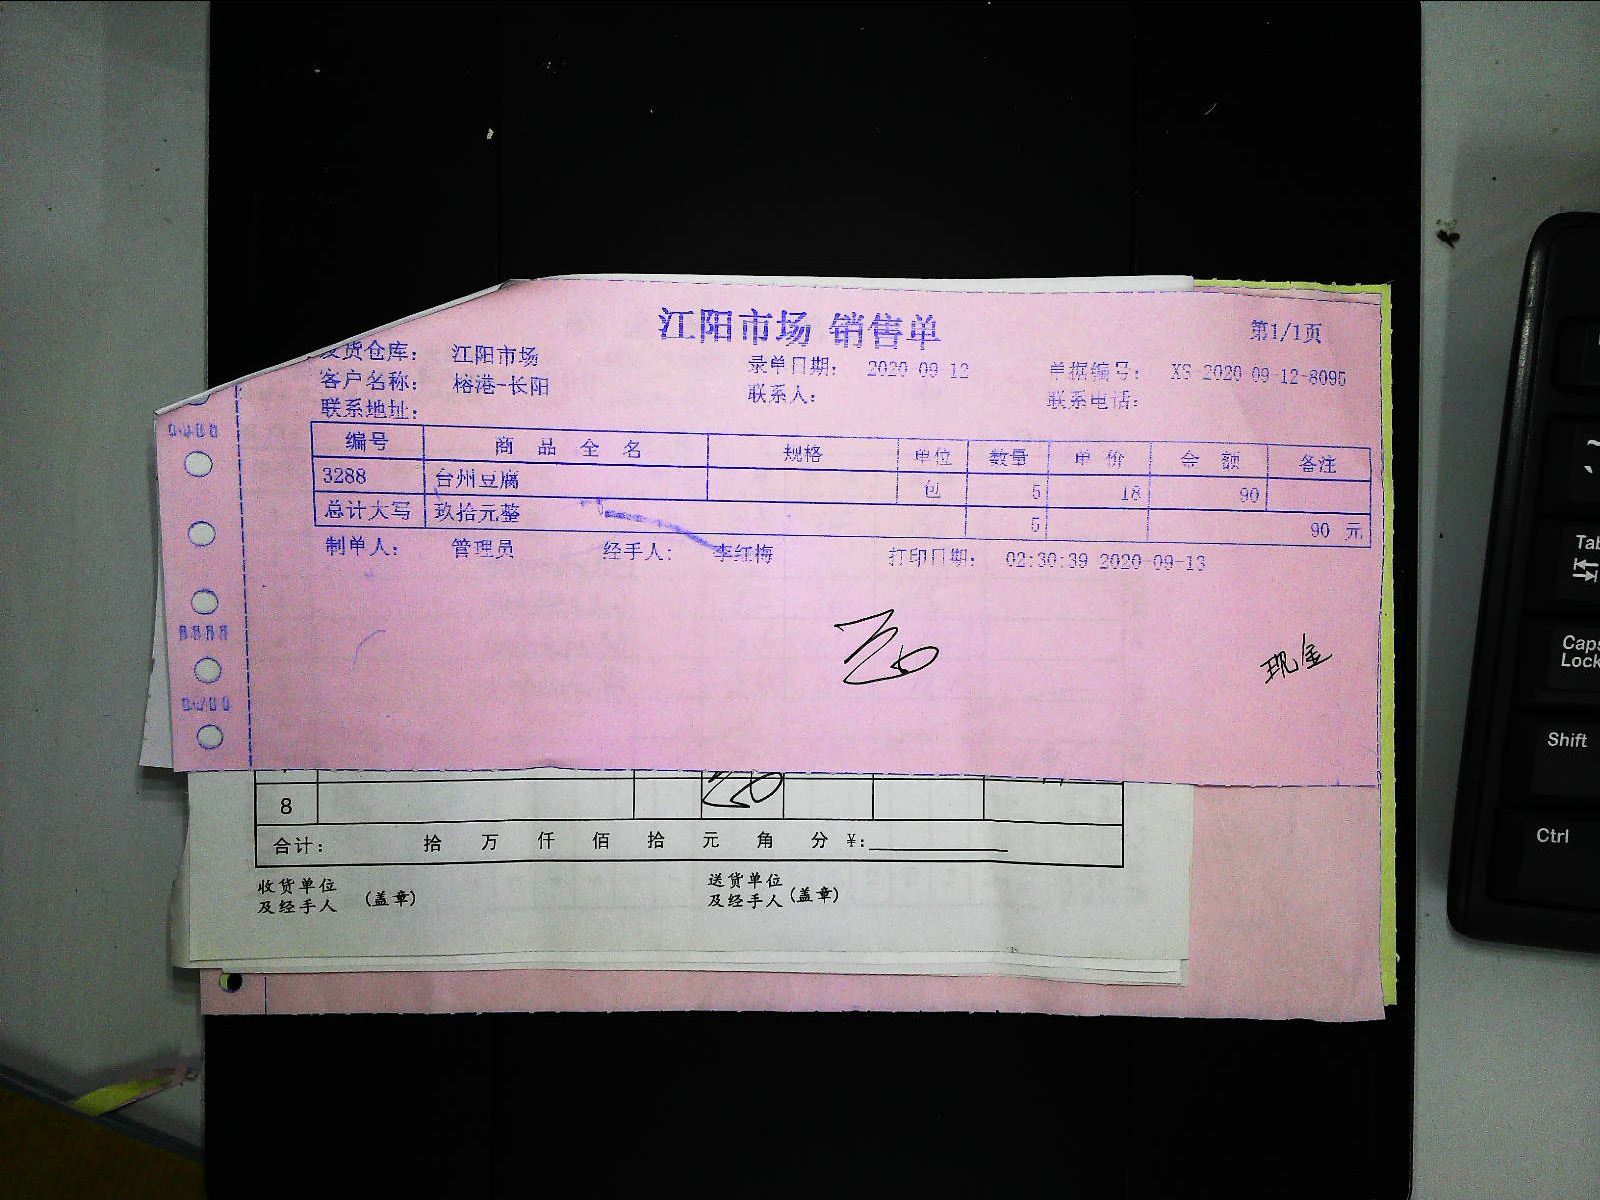 江阳市场 销售单
第1/1页
发货仓库： 江阳市场 录单日期： 2020-09-12 单据编号： XS-2020-09-12-8095
客户名称： 榕港-长阳 联系人： 联系电话：
联系地址：
编号 商品全名 规格 单位 数量 单价 金额 备注
3288 台州豆腐 包 5 18 90
总计大写 玖拾元整 5 90 元
制单人： 管理员 经手人： 李红梅 打印日期： 02:30:39 2020-09-13
现金
8
合计： 拾 万 仟 佰 拾 元 角 分 ¥:
收货单位
及经手人 (盖章)
送货单位
及经手人 (盖章)
Tab
Caps
Lock
Shift
Ctrl